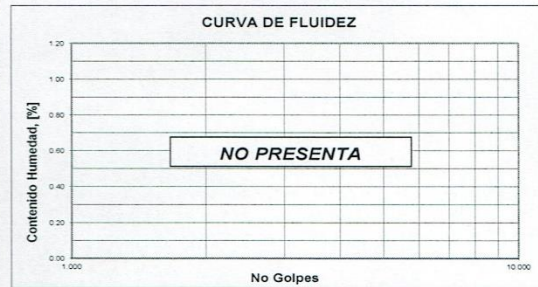 CURVA DE FLUIDEZ
Contenido Humedad, [%]
1.20
1.00
0.80
0.60
0.40
0.20
0.00
NO PRESENTA
1.000
10.000
No Golpes